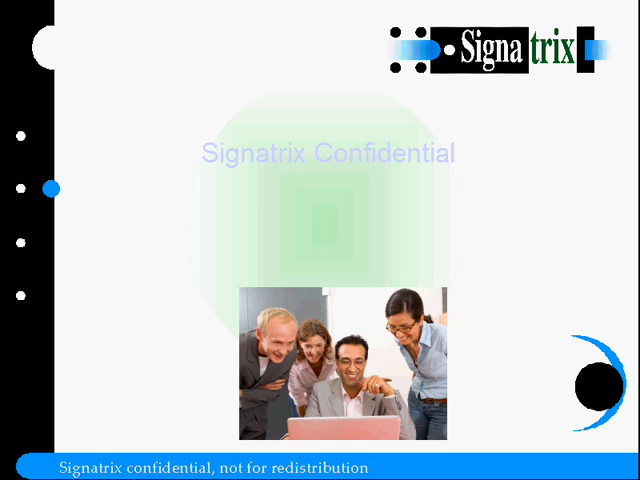 Signatrix
Signatrix Confidential
Signatrix confidential, not for redistribution